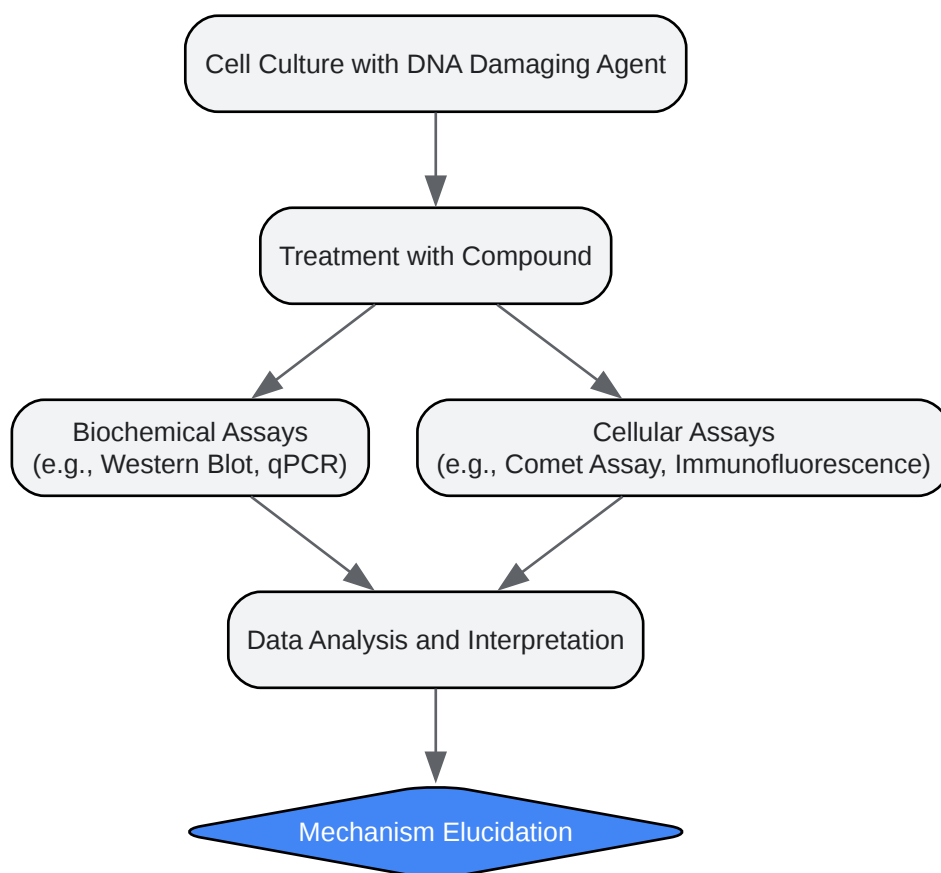 Cell Culture with DNA Damaging Agent
Treatment with Compound
Biochemical Assays
(e.g., Western Blot, qPCR)
Cellular Assays
(e.g., Comet Assay, Immunofluorescence)
Data Analysis and Interpretation
Mechanism Elucidation